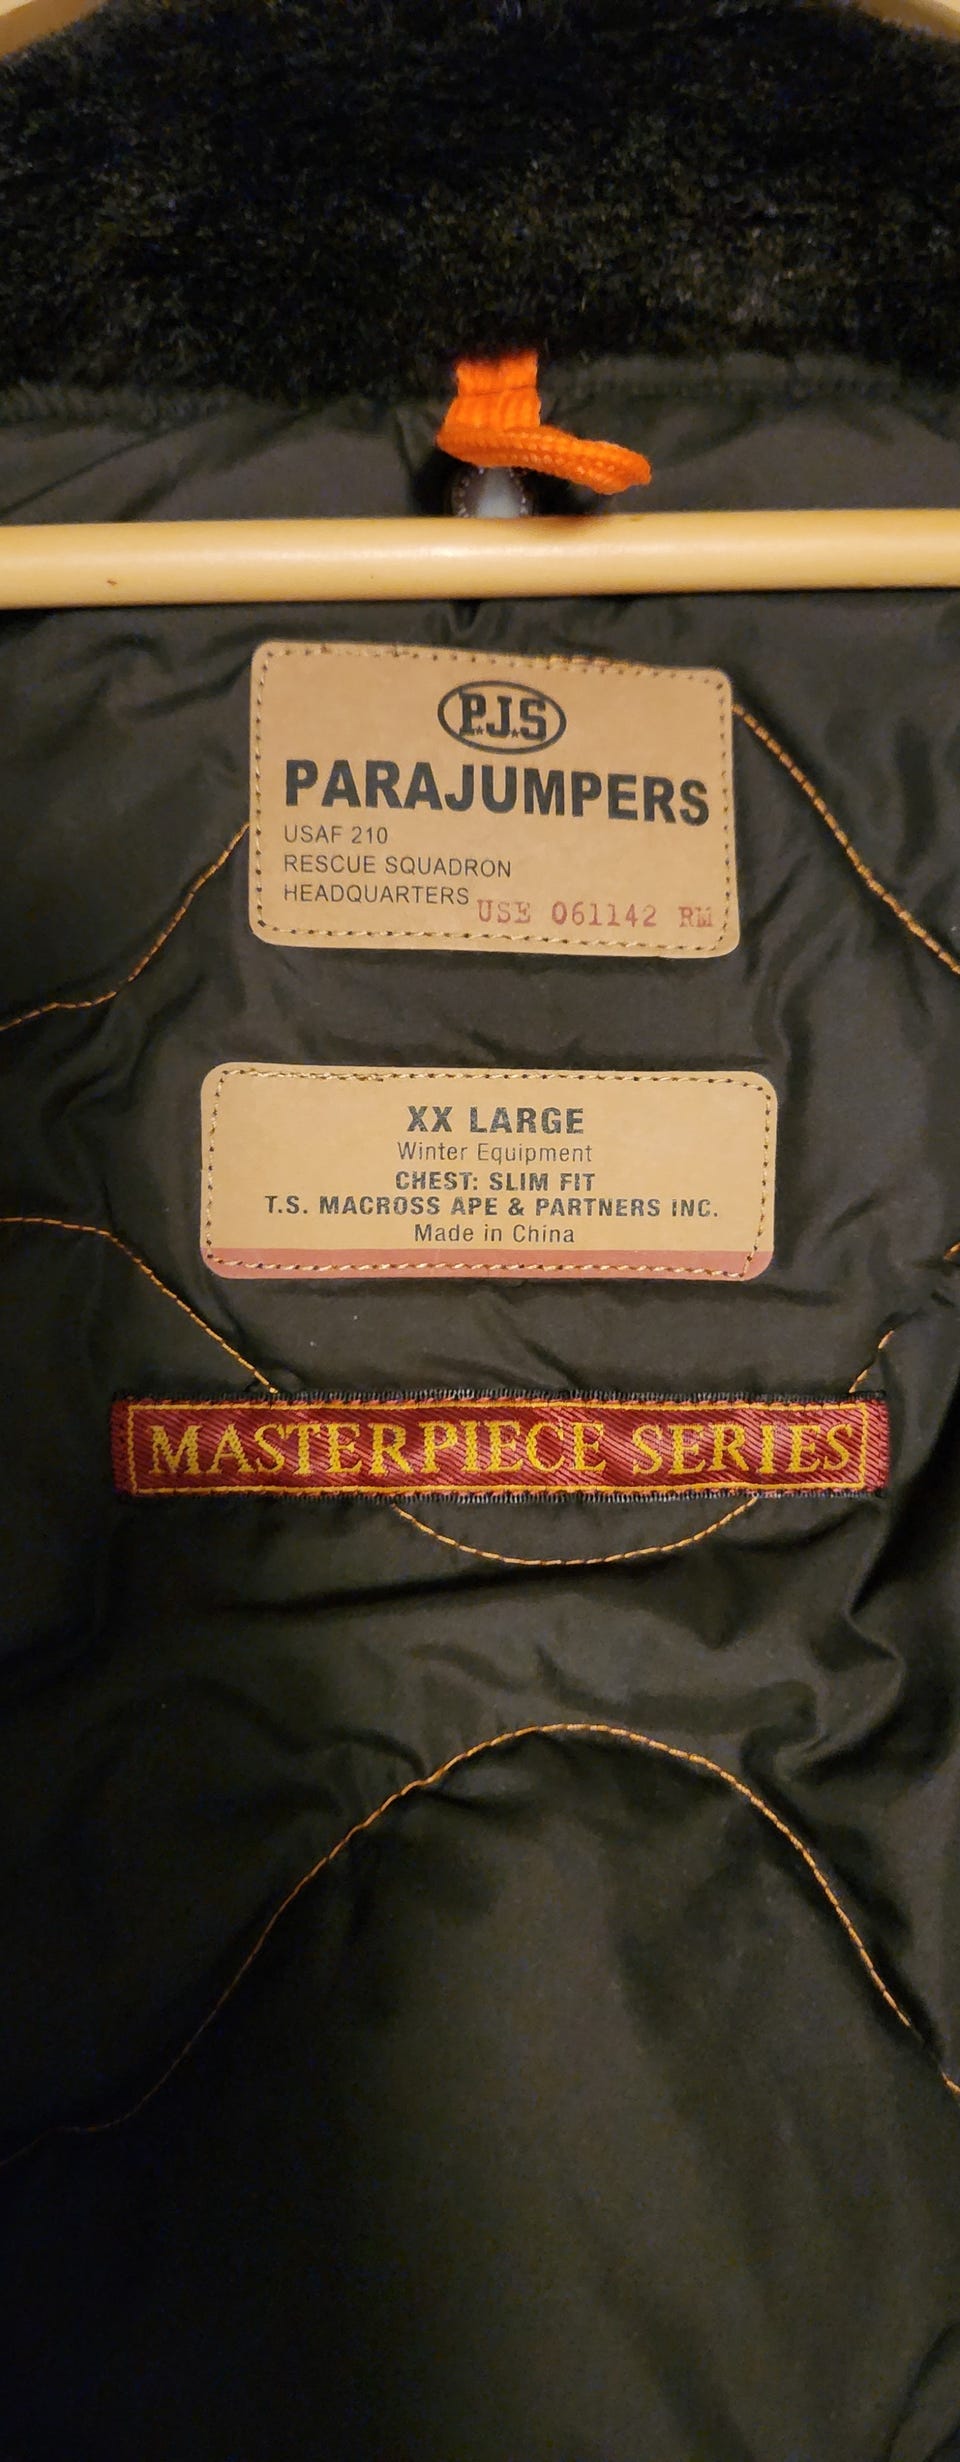 P.J.S
PARAJUMPERS
USAF 210
RESCUE SQUADRON
HEADQUARTERS USE 061142 RM
XX LARGE
Winter Equipment
CHEST: SLIM FIT
T.S. MACROSS APE & PARTNERS INC.
Made in China
MASTERPIECE SERIES